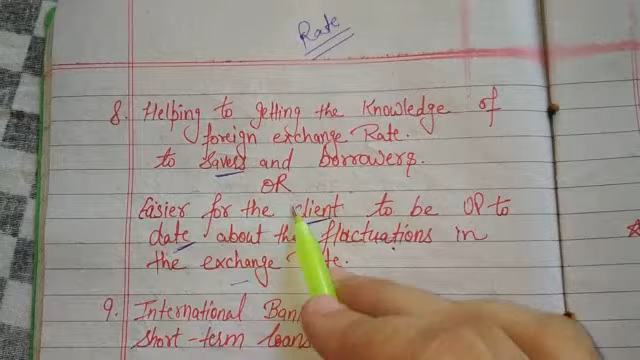 Rate
8. Helping to getting the Knowledge of
foreign exchange Rate.
to Savers and borrowers.
OR
Easier for the client to be UP to
date about the fluctuations in
the exchange
9. International
Short-term loans